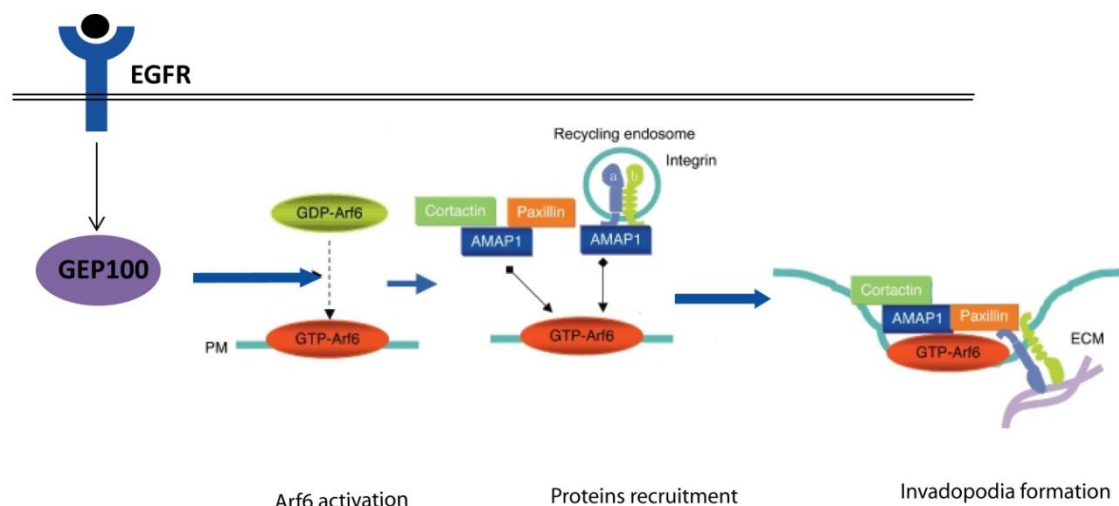 EGFR
GEP100
GDP-Arf6
PM
GTP-Arf6
Arf6 activation
Recycling endosome
Integrin
a b
Cortactin
Paxillin
AMAP1
AMAP1
GTP-Arf6
Proteins recruitment
Cortactin
AMAP1
Paxillin
GTP-Arf6
ECM
Invadopodia formation